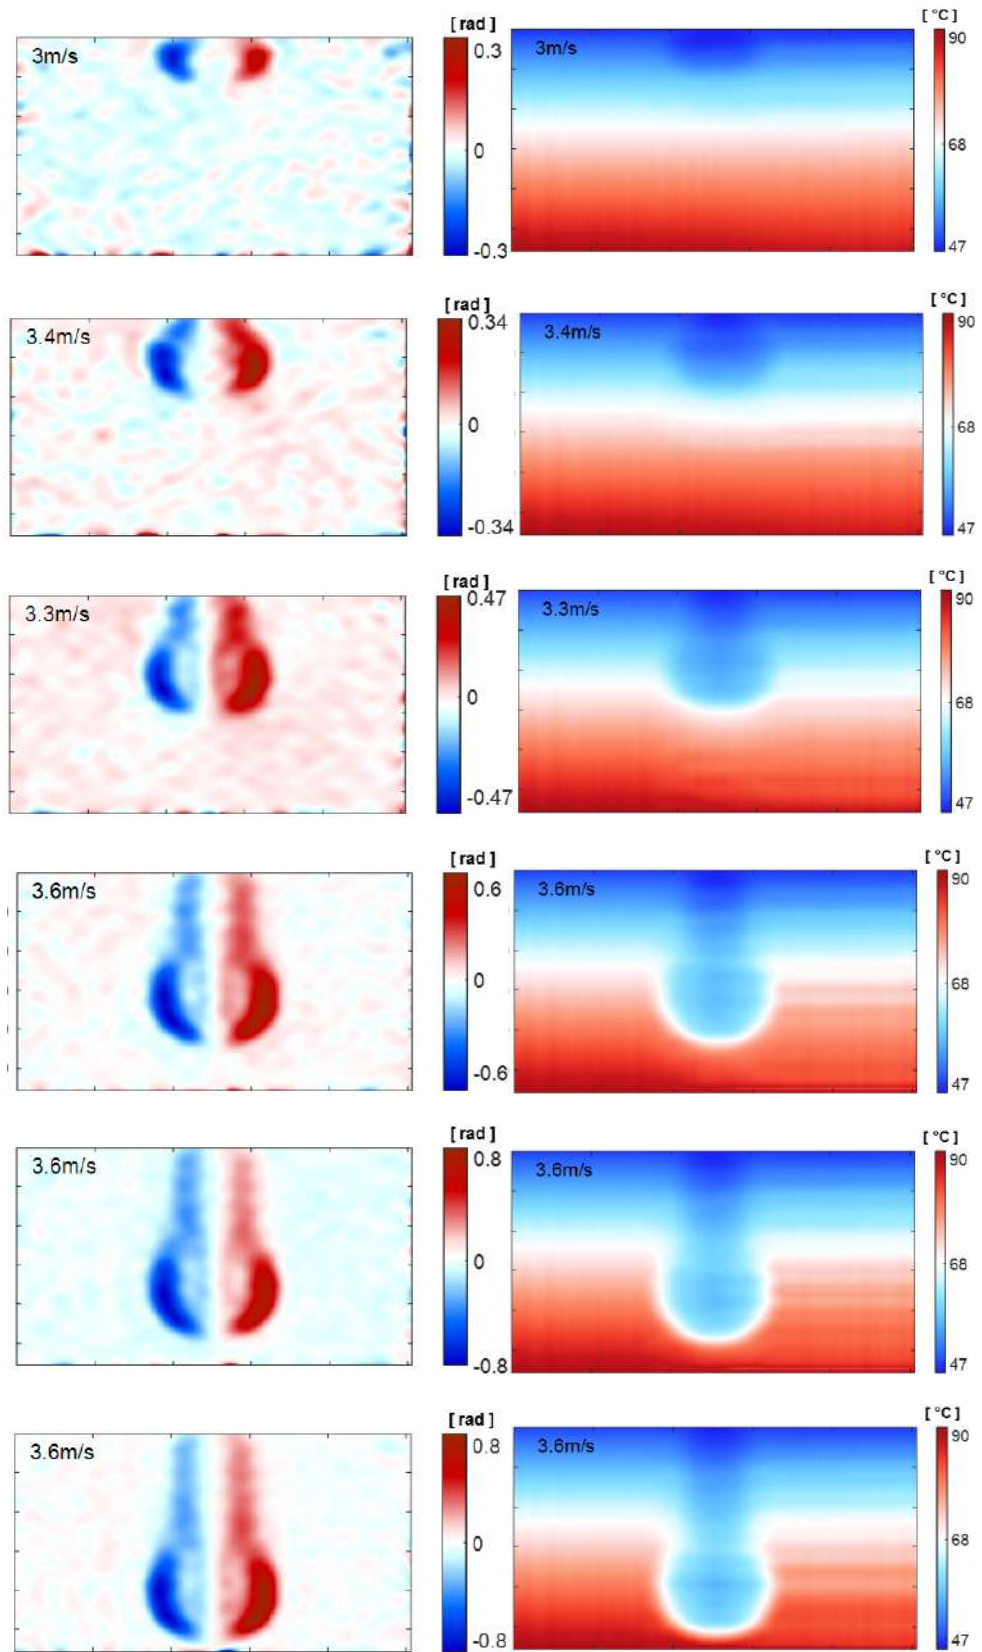 [ rad ]
3m/s
0.3
0
-0.3
[ °C ]
3m/s
90
68
47
[ rad ]
3.4m/s
0.34
0
-0.34
[ °C ]
3.4m/s
90
68
47
[ rad ]
3.3m/s
0.47
0
-0.47
[ °C ]
3.3m/s
90
68
47
[ rad ]
3.6m/s
0.6
0
-0.6
[ °C ]
3.6m/s
90
68
47
[ rad ]
3.6m/s
0.8
0
-0.8
[ °C ]
3.6m/s
90
68
47
[ rad ]
3.6m/s
0.8
0
-0.8
[ °C ]
3.6m/s
90
68
47